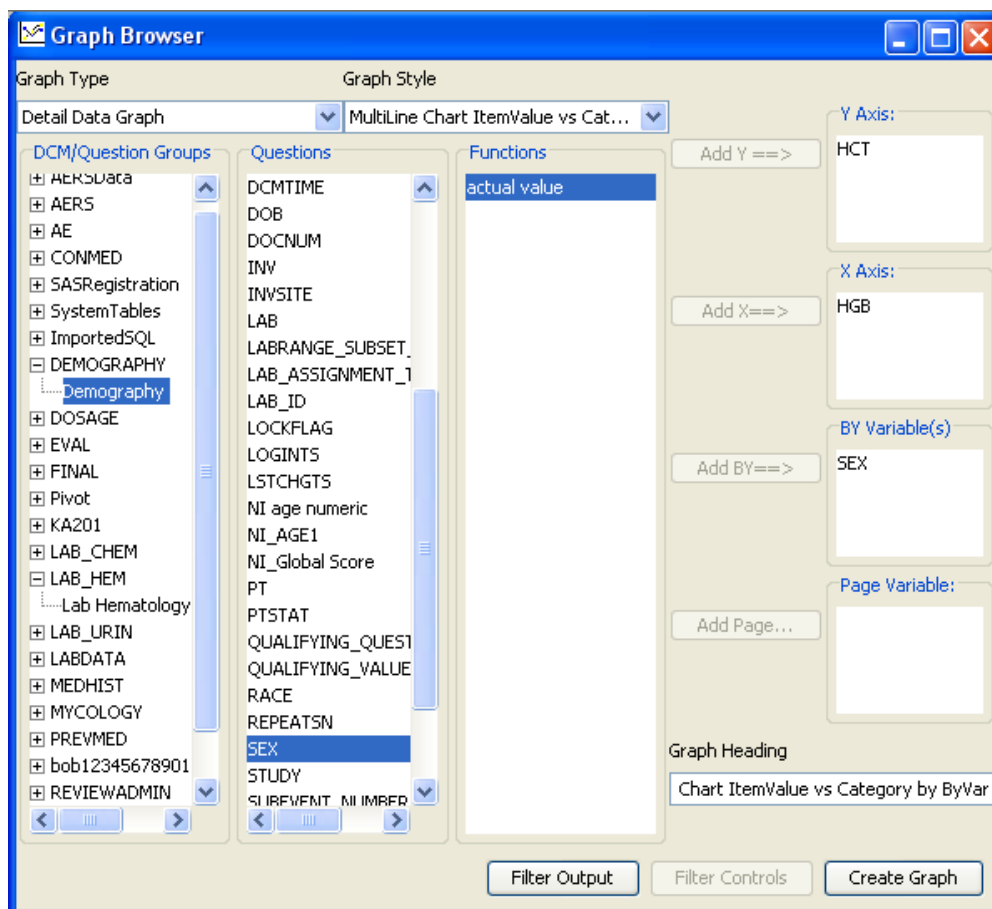 Graph Browser
Graph Type
Graph Style
Detail Data Graph
MultiLine Chart ItemValue vs Cat...
DCM/Question Groups
AERSData
AERS
AE
CONMED
SASRegistration
SystemTables
ImportedSQL
DEMOGRAPHY
Demography
DOSAGE
EVAL
FINAL
Pivot
KA201
LAB_CHEM
LAB_HEM
Lab Hematology
LAB_URIN
LABDATA
MEDHIST
MYCOLOGY
PREVMED
bob12345678901
REVIEWADMIN
Questions
DCMTIME
DOB
DOCNUM
INV
INVSITE
LAB
LABRANGE_SUBSET_
LAB_ASSIGNMENT_T
LAB_ID
LOCKFLAG
LOGINTS
LSTCHGTS
NI age numeric
NI_AGE1
NI_Global Score
PT
PTSTAT
QUALIFYING_QUEST
QUALIFYING_VALUE
RACE
REPEATSN
SEX
STUDY
SUBEVENT_NUMBER
Functions
actual value
Add Y ==>
Add X==>
Add BY==>
Add Page...
Y Axis:
HCT
X Axis:
HGB
BY Variable(s)
SEX
Page Variable:
Graph Heading
Chart ItemValue vs Category by ByVar
Filter Output
Filter Controls
Create Graph